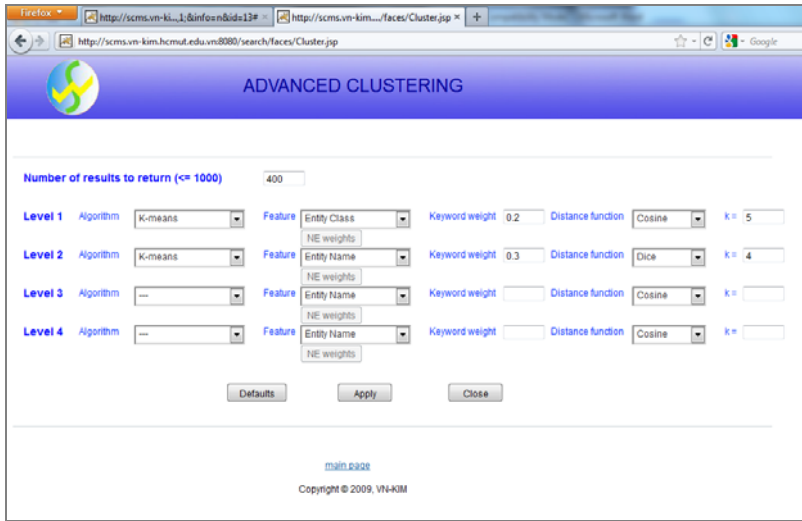 Firefox
http://scms.vn-ki...,1;&info=n&id=13# × http://scms.vn-kim..../faces/Cluster.jsp × +
http://scms.vn-kim.hcmut.edu.vn:8080/search/faces/Cluster.jsp Google
ADVANCED CLUSTERING
Number of results to return (<= 1000) 400
Level 1 Algorithm K-means Feature Entity Class Keyword weight 0.2 Distance function Cosine k = 5
NE weights
Level 2 Algorithm K-means Feature Entity Name Keyword weight 0.3 Distance function Dice k = 4
NE weights
Level 3 Algorithm --- Feature Entity Name Keyword weight Distance function Cosine k =
NE weights
Level 4 Algorithm --- Feature Entity Name Keyword weight Distance function Cosine k =
NE weights
Defaults Apply Close
main page
Copyright © 2009, VN-KIM